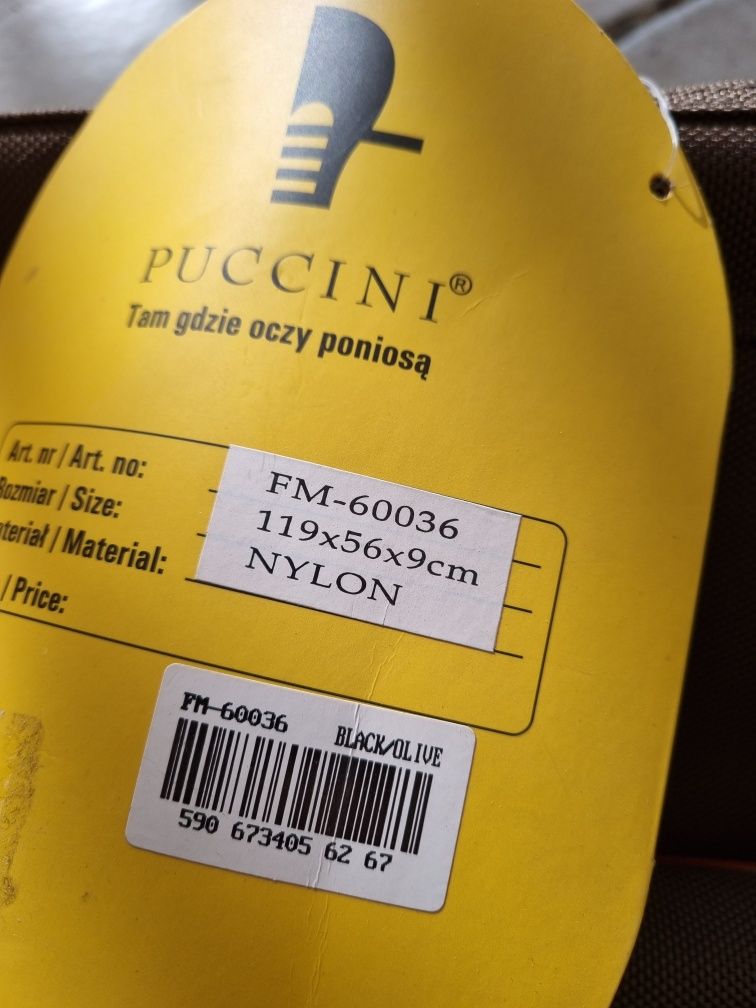 PUCCINI®
Tam gdzie oczy poniosą
Art. nr / Art. no: FM-60036
Rozmiar / Size: 119x56x9cm
teriał / Material: NYLON
/ Price:
FM-60036 BLACK/OLIVE
590 673405 62 67